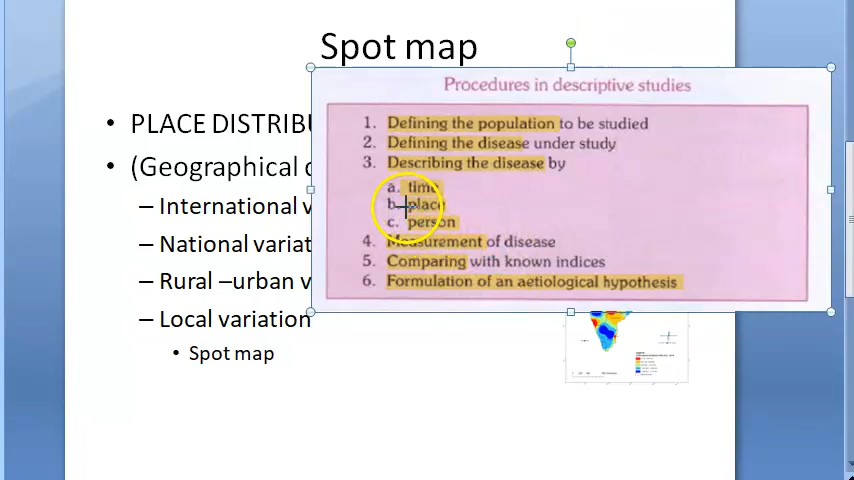 Spot map
Procedures in descriptive studies
PLACE DISTRIBU
(Geographical
International v
National variat
Rural –urban v
Local variation
Spot map
1. Defining the population to be studied
2. Defining the disease under study
3. Describing the disease by
a. time
b. place
c. person
4. Measurement of disease
5. Comparing with known indices
6. Formulation of an aetiological hypothesis